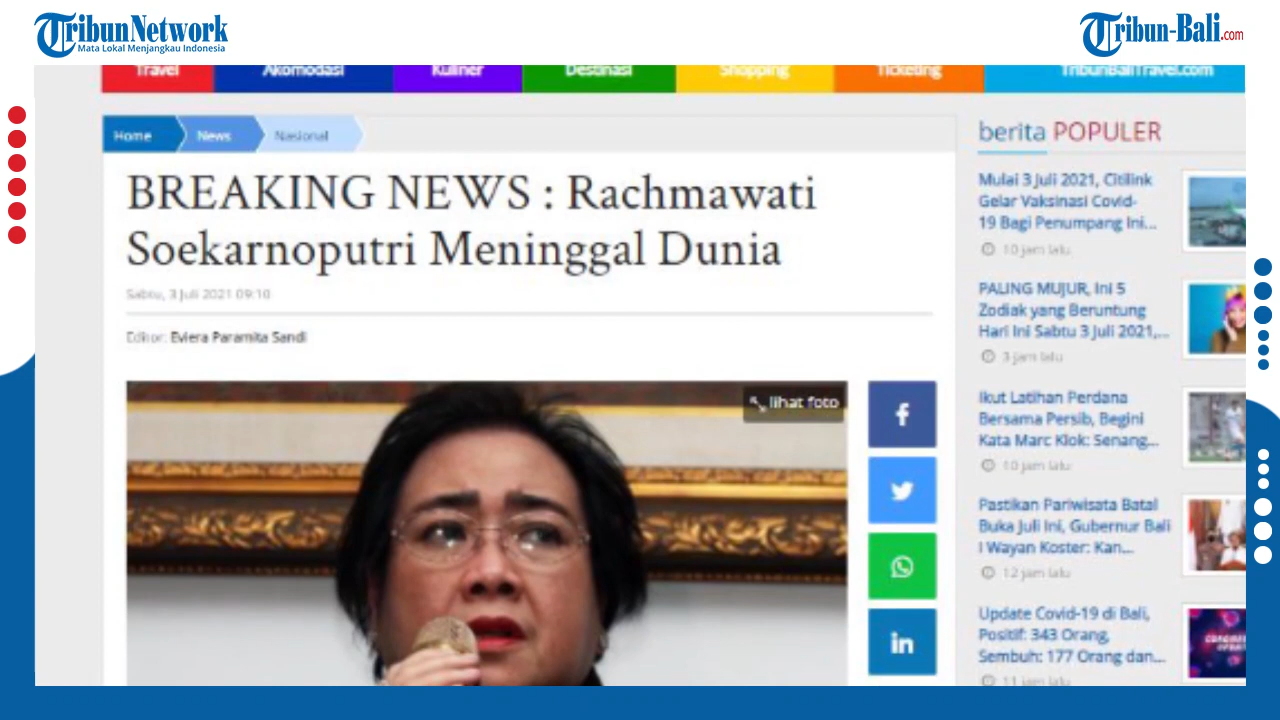 TribunNetwork
Mata Lokal Menjangkau Indonesia
Tribun-Bali.com
Travel
Akomodasi
Kuliner
Destinasi
Shopping
Ticketing
TribunBaliTravel.com
Home
News
Nasional
BREAKING NEWS : Rachmawati
Soekarnoputri Meninggal Dunia
Sabtu, 3 Juli 2021 09:10
Editor: Eviera Paramita Sandi
lihat foto
berita POPULER
Mulai 3 Juli 2021, Citilink
Gelar Vaksinasi Covid-
19 Bagi Penumpang Ini...
10 jam lalu
PALING MUJUR, Ini 5
Zodiak yang Beruntung
Hari Ini Sabtu 3 Juli 2021,...
3 jam lalu
Ikut Latihan Perdana
Bersama Persib, Begini
Kata Marc Klok: Senang...
10 jam lalu
Pastikan Pariwisata Batal
Buka Juli Ini, Gubernur Bali
I Wayan Koster: Kan...
12 jam lalu
Update Covid-19 di Bali,
Positif: 343 Orang,
Sembuh: 177 Orang dan...
11 jam lalu